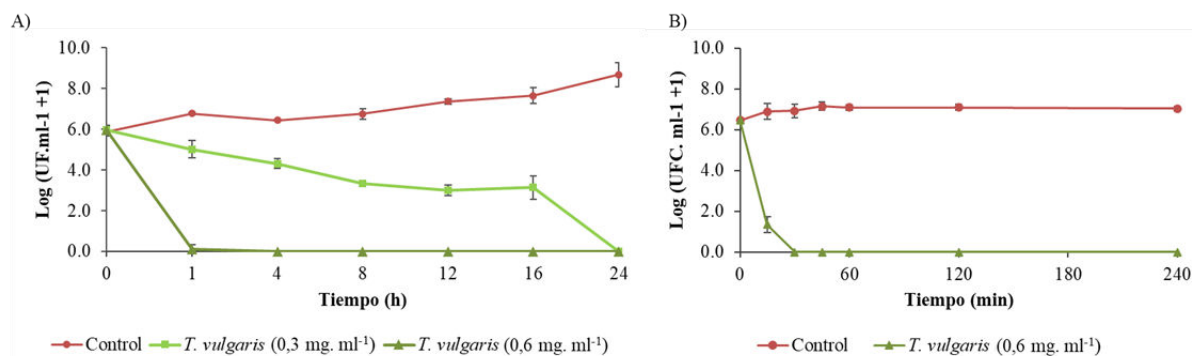 A)
10.0
8.0
6.0
4.0
2.0
0.0
Log (UF.ml-1 +1)
0 1 4 8 12 16 24
Tiempo (h)
Control T. vulgaris (0,3 mg. ml⁻¹) T. vulgaris (0,6 mg. ml⁻¹)
B)
10.0
8.0
6.0
4.0
2.0
0.0
Log (UFC. ml-1 +1)
0 60 120 180 240
Tiempo (min)
Control T. vulgaris (0,6 mg. ml⁻¹)